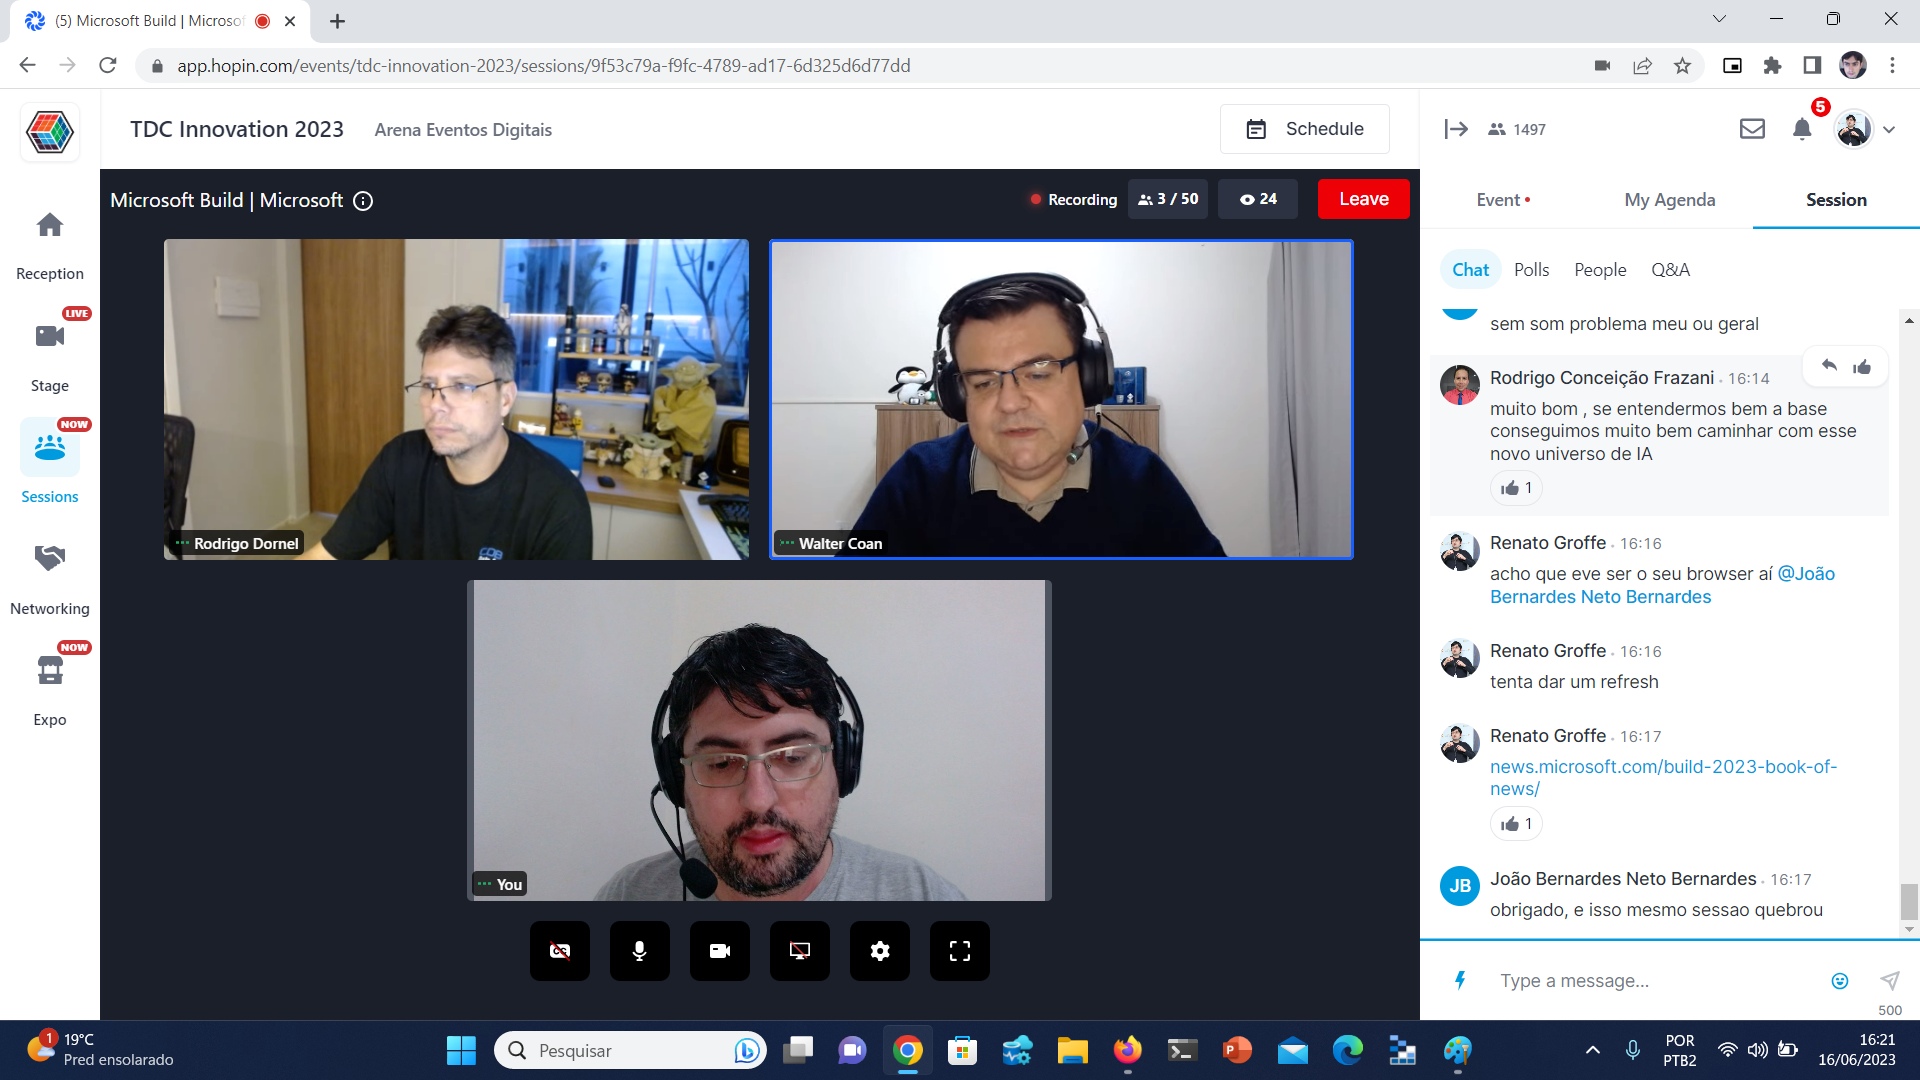 (5) Microsoft Build | Microsof
app.hopin.com/events/tdc-innovation-2023/sessions/9f53c79a-f9fc-4789-ad17-6d325d6d77dd
TDC Innovation 2023
Arena Eventos Digitais
Schedule
1497
5
Reception
LIVE
Stage
NOW
Sessions
Networking
NOW
Expo
Microsoft Build | Microsoft
Recording
3 / 50
24
Leave
Rodrigo Dornel
Walter Coan
You
CC
Event
My Agenda
Session
Chat
Polls
People
Q&A
sem som problema meu ou geral
Rodrigo Conceição Frazani · 16:14
muito bom , se entendermos bem a base
conseguimos muito bem caminhar com esse
novo universo de IA
1
Renato Groffe · 16:16
acho que eve ser o seu browser aí @João
Bernardes Neto Bernardes
Renato Groffe · 16:16
tenta dar um refresh
Renato Groffe · 16:17
news.microsoft.com/build-2023-book-of-
news/
1
JB
João Bernardes Neto Bernardes · 16:17
obrigado, e isso mesmo sessao quebrou
Type a message...
500
1
19°C
Pred ensolarado
Pesquisar
POR
PTB2
16:21
16/06/2023